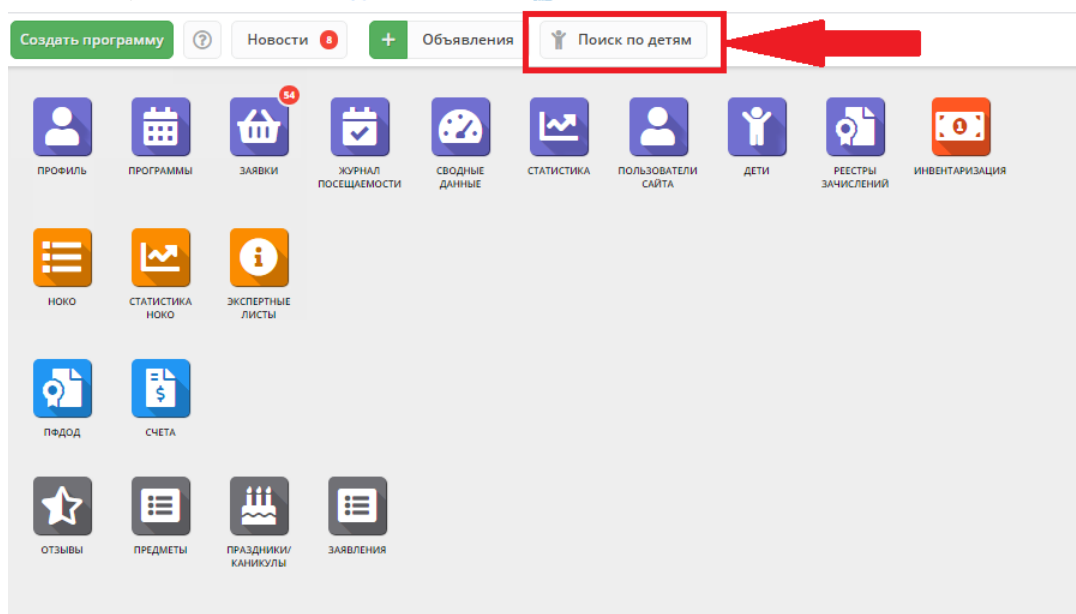 Создать программу ? Новости 8 + Объявления Поиск по детям
54
1
ПРОФИЛЬ ПРОГРАММЫ ЗАЯВКИ ЖУРНАЛ СВОДНЫЕ СТАТИСТИКА ПОЛЬЗОВАТЕЛИ ДЕТИ РЕЕСТРЫ ИНВЕНТАРИЗАЦИЯ
ПОСЕЩАЕМОСТИ ДАННЫЕ САЙТА ЗАЧИСЛЕНИЙ
i
НОКО СТАТИСТИКА ЭКСПЕРТНЫЕ
НОКО ЛИСТЫ
$
ПФДОД СЧЕТА
ОТЗЫВЫ ПРЕДМЕТЫ ПРАЗДНИКИ/ ЗАЯВЛЕНИЯ
КАНИКУЛЫ